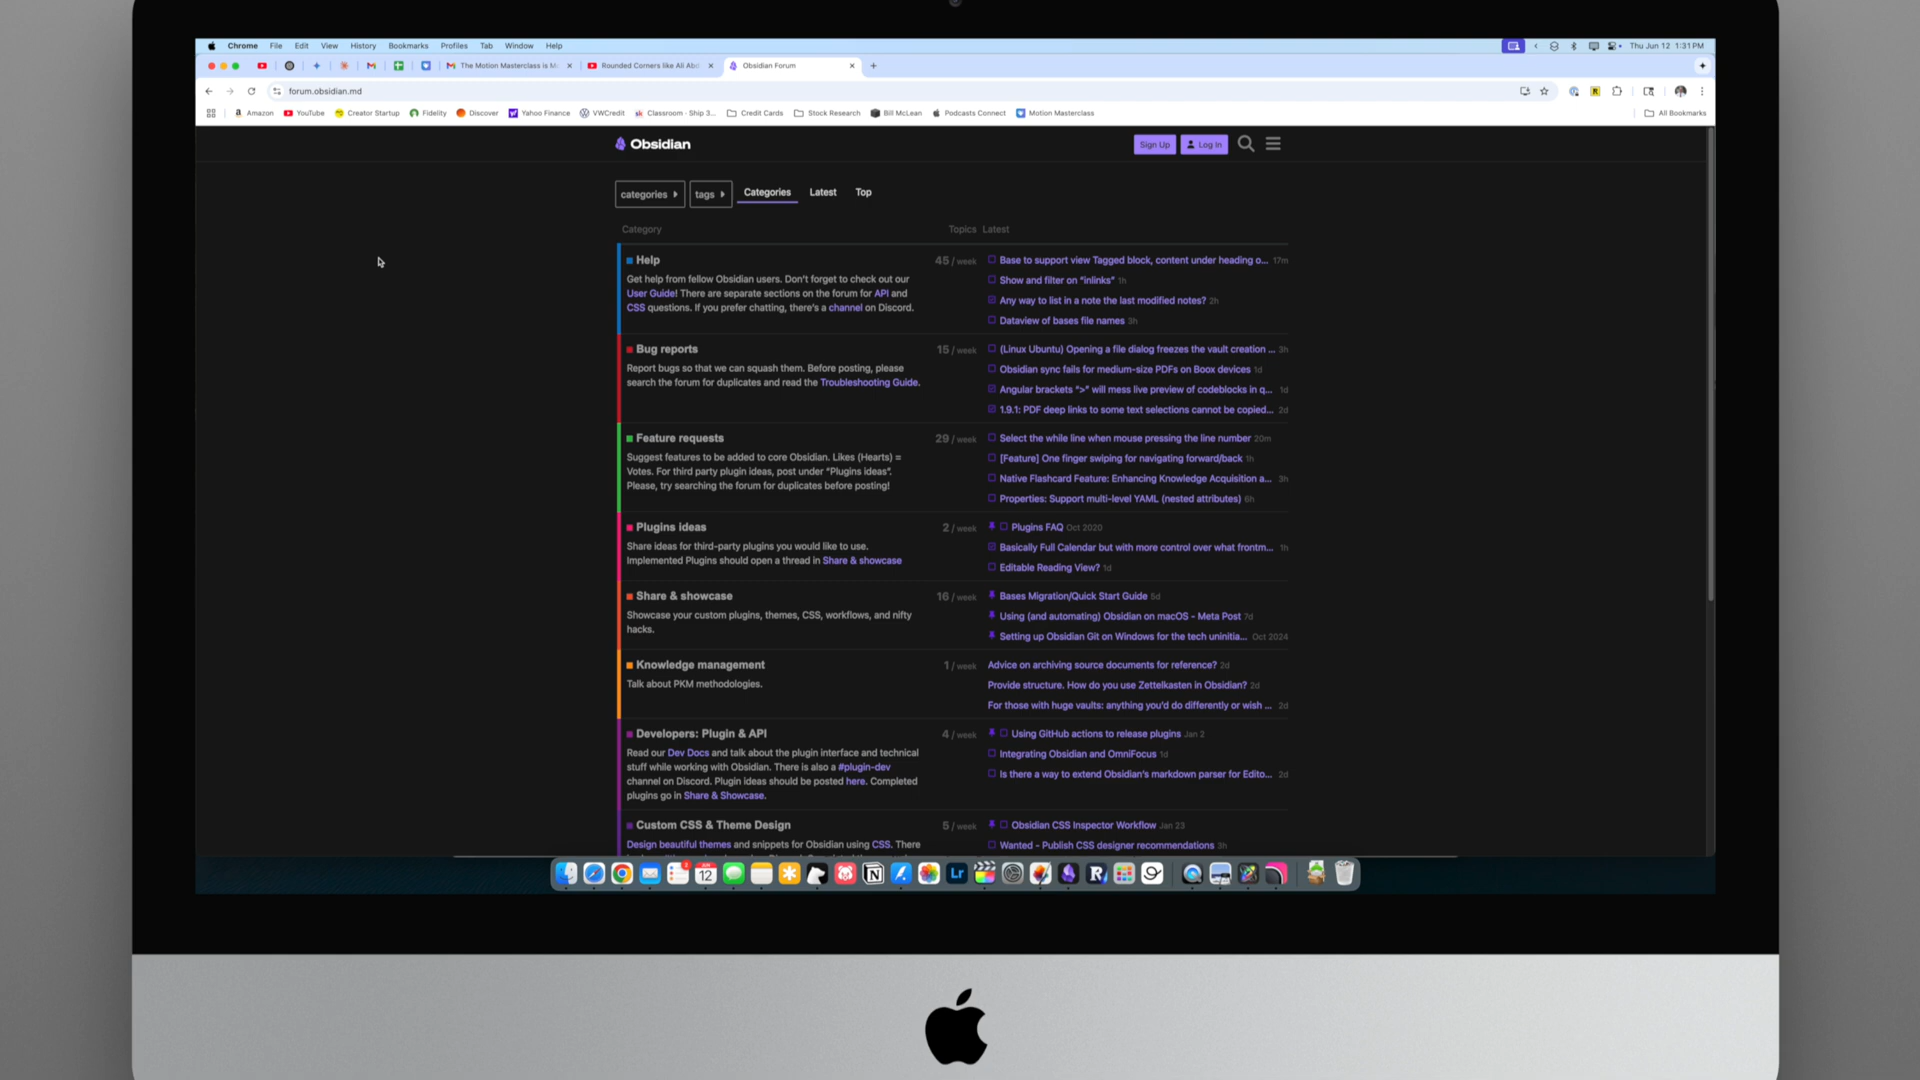 Chrome File Edit View History Bookmarks Profiles Tab Window Help Thu Jun 12 1:31 PM
The Motion Masterclass is M Rounded Corners like Ali Ab Obsidian Forum
forum.obsidian.md
Amazon YouTube Creator Startup Fidelity Discover Yahoo Finance VWCredit Classroom - Ship 3... Credit Cards Stock Research Bill McLean Podcasts Connect Motion Masterclass All Bookmarks
Obsidian Sign Up Log In
categories tags Categories Latest Top
Category Topics Latest
Help 45 / week
Get help from fellow Obsidian users. Don't forget to check out our
User Guide! There are separate sections on the forum for API and
CSS questions. If you prefer chatting, there's a channel on Discord.
Base to support view Tagged block, content under heading o... 17m
Show and filter on "inlinks" 1h
Any way to list in a note the last modified notes? 2h
Dataview of bases file names 3h
Bug reports 15 / week
Report bugs so that we can squash them. Before posting, please
search the forum for duplicates and read the Troubleshooting Guide.
(Linux Ubuntu) Opening a file dialog freezes the vault creation ... 3h
Obsidian sync fails for medium-size PDFs on Boox devices 1d
Angular brackets ">" will mess live preview of codeblocks in q... 1d
1.9.1: PDF deep links to some text selections cannot be copied... 2d
Feature requests 29 / week
Suggest features to be added to core Obsidian. Likes (Hearts) =
Votes. For third party plugin ideas, post under "Plugins ideas".
Please, try searching the forum for duplicates before posting!
Select the while line when mouse pressing the line number 20m
[Feature] One finger swiping for navigating forward/back 1h
Native Flashcard Feature: Enhancing Knowledge Acquisition a... 3h
Properties: Support multi-level YAML (nested attributes) 6h
Plugins ideas 2 / week
Share ideas for third-party plugins you would like to use.
Implemented Plugins should open a thread in Share & showcase
Plugins FAQ Oct 2020
Basically Full Calendar but with more control over what frontm... 1h
Editable Reading View? 1d
Share & showcase 16 / week
Showcase your custom plugins, themes, CSS, workflows, and nifty
hacks.
Bases Migration/Quick Start Guide 5d
Using (and automating) Obsidian on macOS - Meta Post 7d
Setting up Obsidian Git on Windows for the tech uninitia... Oct 2024
Knowledge management 1 / week
Talk about PKM methodologies.
Advice on archiving source documents for reference? 2d
Provide structure. How do you use Zettelkasten in Obsidian? 2d
For those with huge vaults: anything you'd do differently or wish ... 2d
Developers: Plugin & API 4 / week
Read our Dev Docs and talk about the plugin interface and technical
stuff while working with Obsidian. There is also a #plugin-dev
channel on Discord. Plugin ideas should be posted here. Completed
plugins go in Share & Showcase.
Using GitHub actions to release plugins Jan 2
Integrating Obsidian and OmniFocus 1d
Is there a way to extend Obsidian's markdown parser for Edito... 2d
Custom CSS & Theme Design 5 / week
Design beautiful themes and snippets for Obsidian using CSS. There
Obsidian CSS Inspector Workflow Jan 23
Wanted - Publish CSS designer recommendations 3h
12
Lr